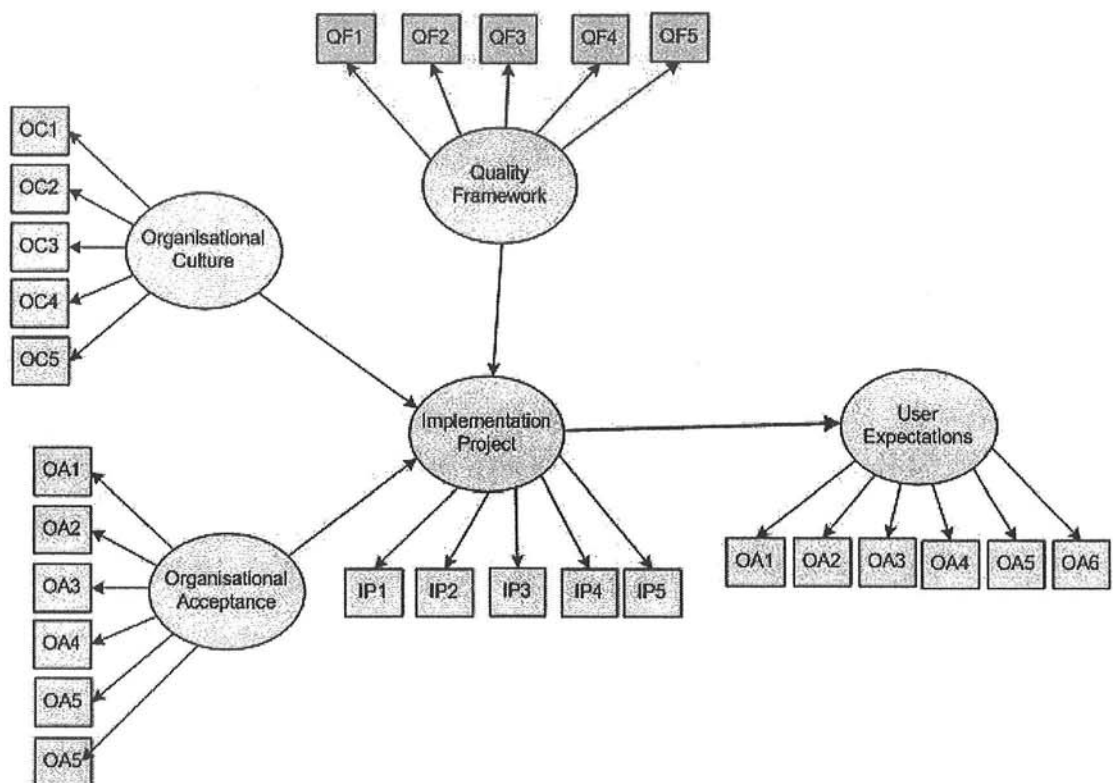 QF1
QF2
QF3
QF4
QF5
OC1
OC2
OC3
OC4
OC5
Quality
Framework
Organisational
Culture
Implementation
Project
User
Expectations
OA1
OA2
OA3
OA4
OA5
OA5
Organisational
Acceptance
IP1
IP2
IP3
IP4
IP5
OA1
OA2
OA3
OA4
OA5
OA6